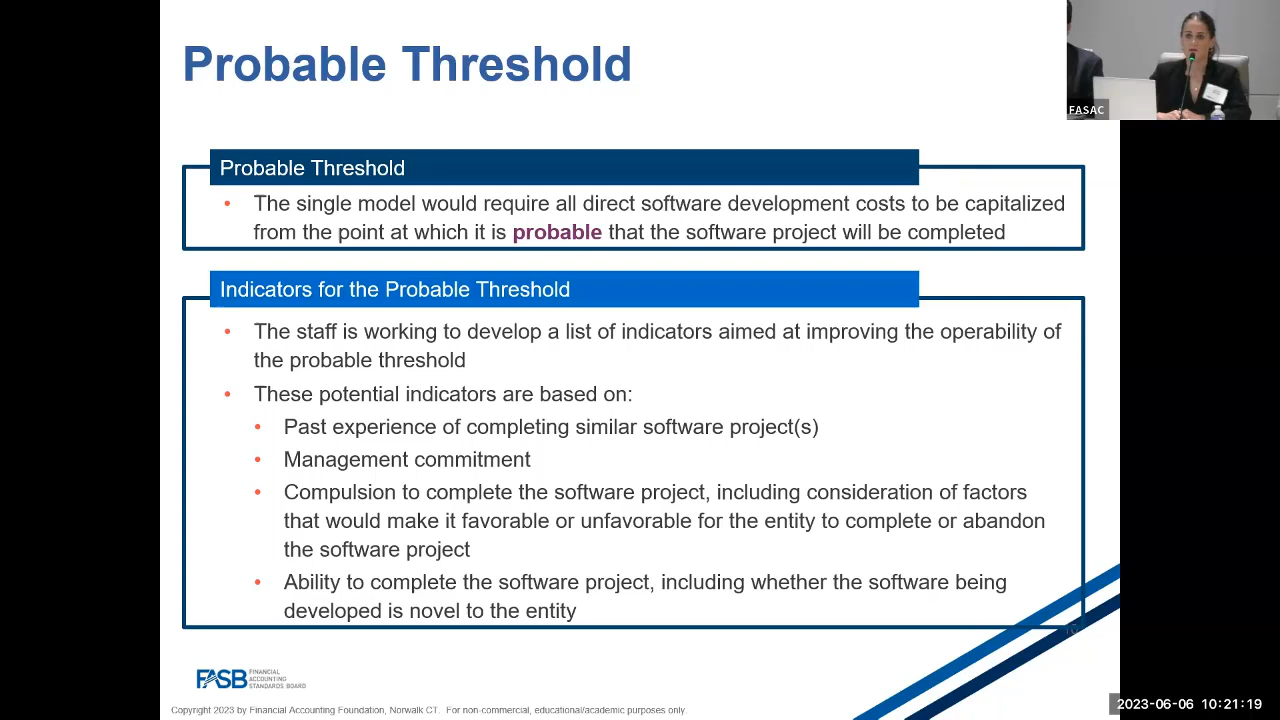 Probable Threshold
FASAC
Probable Threshold
• The single model would require all direct software development costs to be capitalized
from the point at which it is probable that the software project will be completed
Indicators for the Probable Threshold
• The staff is working to develop a list of indicators aimed at improving the operability of
the probable threshold
• These potential indicators are based on:
• Past experience of completing similar software project(s)
• Management commitment
• Compulsion to complete the software project, including consideration of factors
that would make it favorable or unfavorable for the entity to complete or abandon
the software project
• Ability to complete the software project, including whether the software being
developed is novel to the entity
FASB FINANCIAL
ACCOUNTING
STANDARDS BOARD
Copyright 2023 by Financial Accounting Foundation, Norwalk CT. For non-commercial, educational/academic purposes only.
2023-06-06 10:21:19